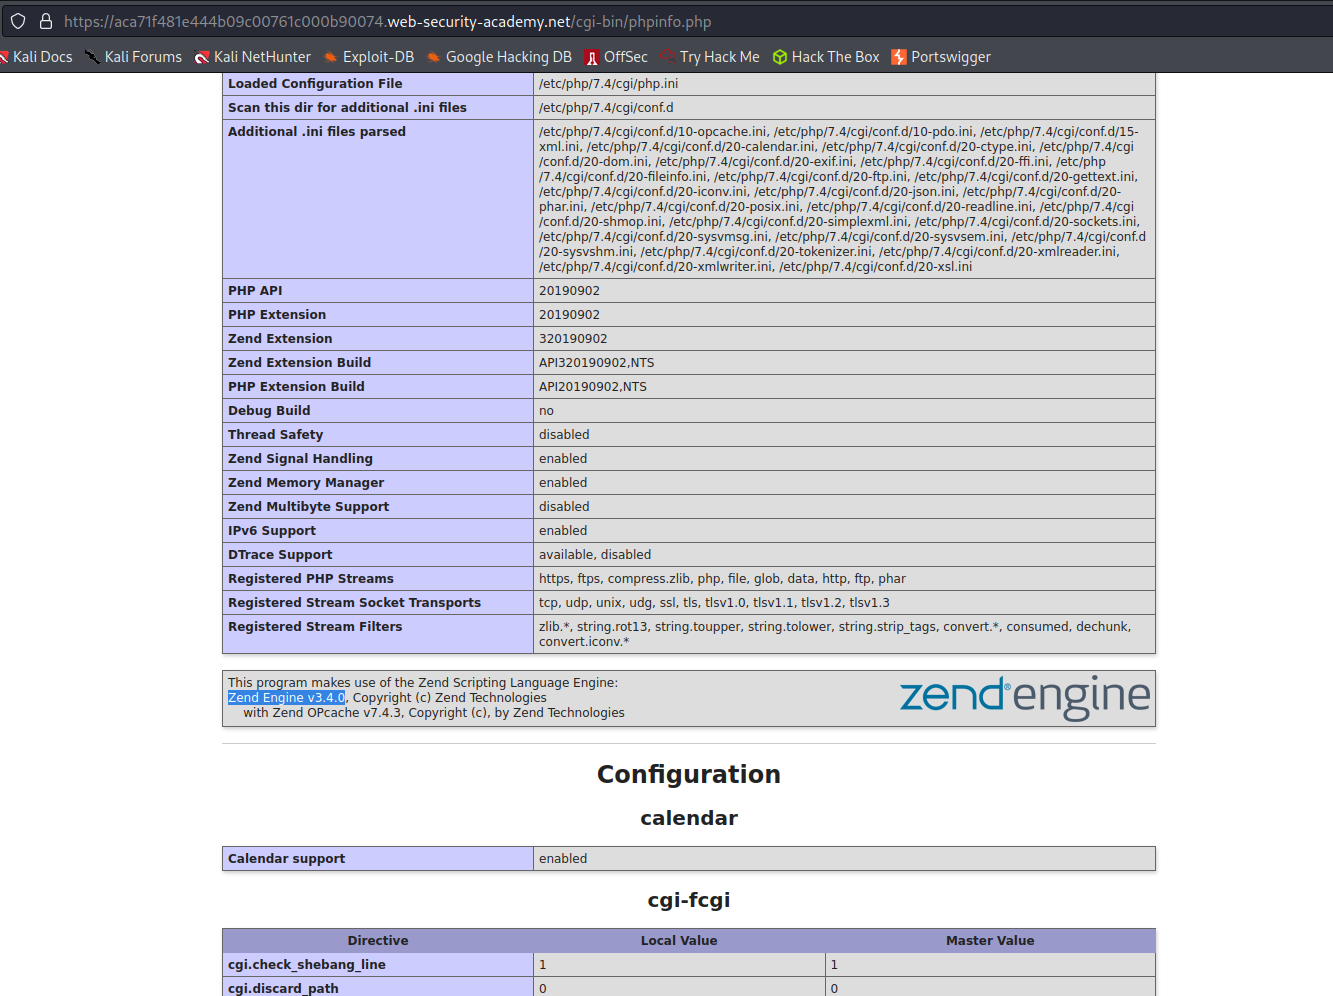 https://aca71f481e444b09c00761c000b90074.web-security-academy.net/cgi-bin/phpinfo.php
Kali Docs Kali Forums Kali NetHunter Exploit-DB Google Hacking DB OffSec Try Hack Me Hack The Box Portswigger
Loaded Configuration File /etc/php/7.4/cgi/php.ini
Scan this dir for additional .ini files /etc/php/7.4/cgi/conf.d
Additional .ini files parsed /etc/php/7.4/cgi/conf.d/10-opcache.ini, /etc/php/7.4/cgi/conf.d/10-pdo.ini, /etc/php/7.4/cgi/conf.d/15-
xml.ini, /etc/php/7.4/cgi/conf.d/20-calendar.ini, /etc/php/7.4/cgi/conf.d/20-ctype.ini, /etc/php/7.4/cgi
/conf.d/20-dom.ini, /etc/php/7.4/cgi/conf.d/20-exif.ini, /etc/php/7.4/cgi/conf.d/20-ffi.ini, /etc/php
/7.4/cgi/conf.d/20-fileinfo.ini, /etc/php/7.4/cgi/conf.d/20-ftp.ini, /etc/php/7.4/cgi/conf.d/20-gettext.ini,
/etc/php/7.4/cgi/conf.d/20-iconv.ini, /etc/php/7.4/cgi/conf.d/20-json.ini, /etc/php/7.4/cgi/conf.d/20-
phar.ini, /etc/php/7.4/cgi/conf.d/20-posix.ini, /etc/php/7.4/cgi/conf.d/20-readline.ini, /etc/php/7.4/cgi
/conf.d/20-shmop.ini, /etc/php/7.4/cgi/conf.d/20-simplexml.ini, /etc/php/7.4/cgi/conf.d/20-sockets.ini,
/etc/php/7.4/cgi/conf.d/20-sysvmsg.ini, /etc/php/7.4/cgi/conf.d/20-sysvsem.ini, /etc/php/7.4/cgi/conf.d
/20-sysvshm.ini, /etc/php/7.4/cgi/conf.d/20-tokenizer.ini, /etc/php/7.4/cgi/conf.d/20-xmlreader.ini,
/etc/php/7.4/cgi/conf.d/20-xmlwriter.ini, /etc/php/7.4/cgi/conf.d/20-xsl.ini
PHP API 20190902
PHP Extension 20190902
Zend Extension 320190902
Zend Extension Build API320190902,NTS
PHP Extension Build API20190902,NTS
Debug Build no
Thread Safety disabled
Zend Signal Handling enabled
Zend Memory Manager enabled
Zend Multibyte Support disabled
IPv6 Support enabled
DTrace Support available, disabled
Registered PHP Streams https, ftps, compress.zlib, php, file, glob, data, http, ftp, phar
Registered Stream Socket Transports tcp, udp, unix, udg, ssl, tls, tlsv1.0, tlsv1.1, tlsv1.2, tlsv1.3
Registered Stream Filters zlib.*, string.rot13, string.toupper, string.tolower, string.strip_tags, convert.*, consumed, dechunk,
convert.iconv.*
This program makes use of the Zend Scripting Language Engine:
Zend Engine v3.4.0, Copyright (c) Zend Technologies
with Zend OPcache v7.4.3, Copyright (c), by Zend Technologies
zend® engine
Configuration
calendar
Calendar support enabled
cgi-fcgi
Directive Local Value Master Value
cgi.check_shebang_line 1 1
cgi.discard_path 0 0